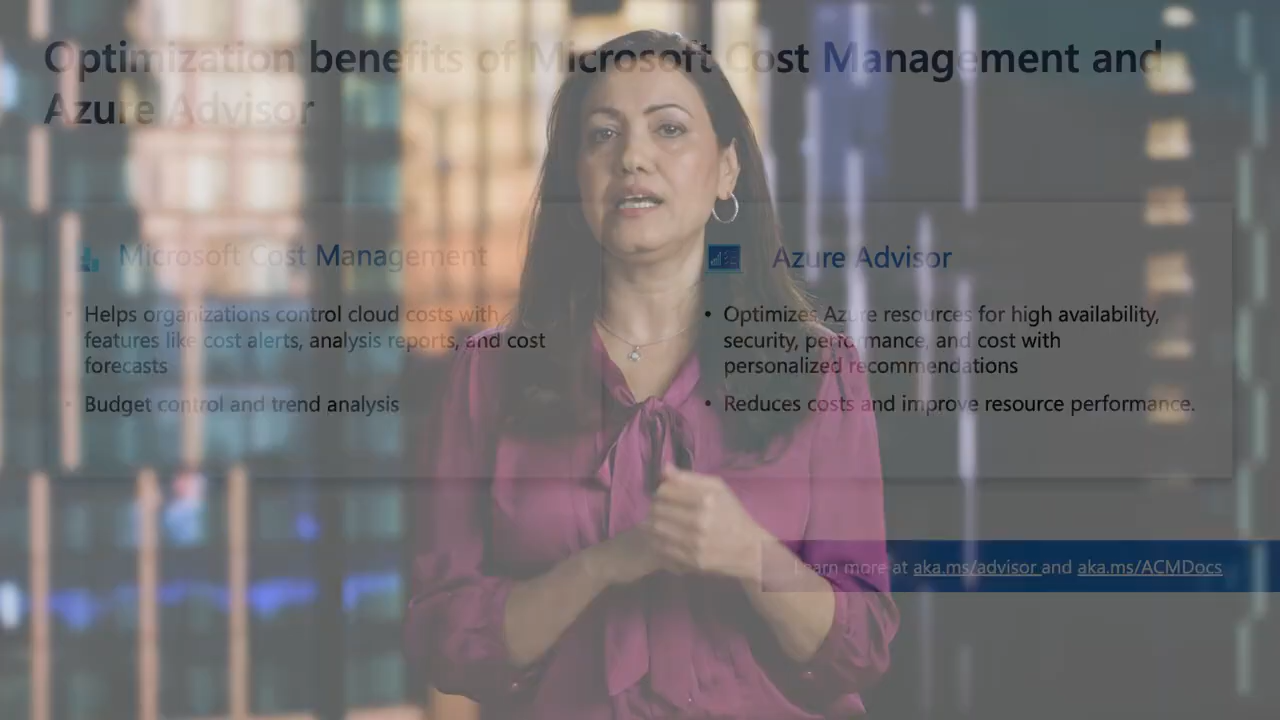 Optimization benefits of Microsoft Cost Management and
Azure Advisor
Microsoft Cost Management
• Helps organizations control cloud costs with
features like cost alerts, analysis reports, and cost
forecasts
• Budget control and trend analysis
Azure Advisor
• Optimizes Azure resources for high availability,
security, performance, and cost with
personalized recommendations
• Reduces costs and improve resource performance.
Learn more at aka.ms/advisor and aka.ms/ACMDocs